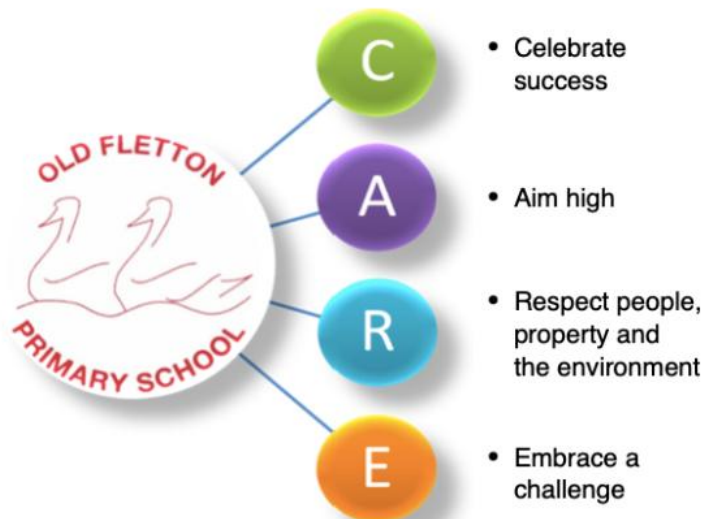 OLD FLETTON
PRIMARY SCHOOL
C
• Celebrate
success
A
• Aim high
R
• Respect people,
property and
the environment
E
• Embrace a
challenge